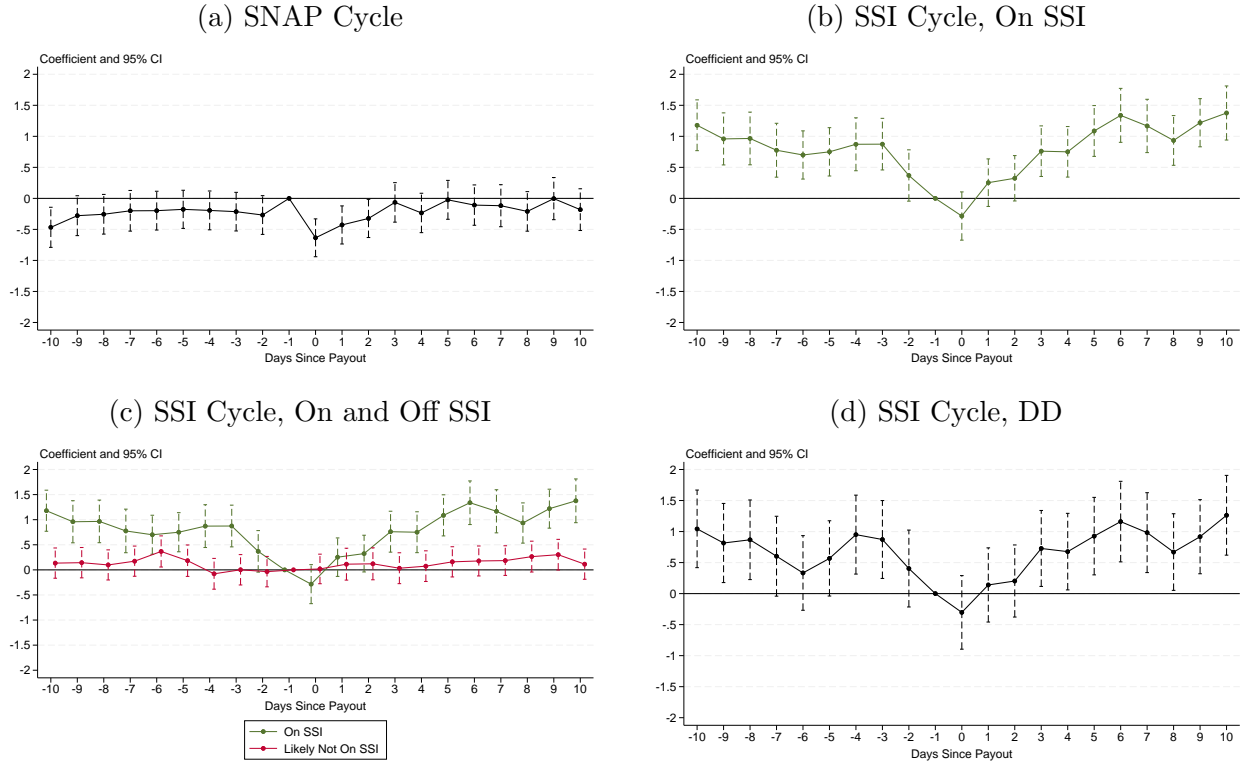 (a) SNAP Cycle
Coefficient and 95% CI
2
1.5
1
.5
0
-.5
-1
-1.5
-2
-10 -9 -8 -7 -6 -5 -4 -3 -2 -1 0 1 2 3 4 5 6 7 8 9 10
Days Since Payout
(b) SSI Cycle, On SSI
Coefficient and 95% CI
2
1.5
1
.5
0
-.5
-1
-1.5
-2
-10 -9 -8 -7 -6 -5 -4 -3 -2 -1 0 1 2 3 4 5 6 7 8 9 10
Days Since Payout
(c) SSI Cycle, On and Off SSI
Coefficient and 95% CI
2
1.5
1
.5
0
-.5
-1
-1.5
-2
-10 -9 -8 -7 -6 -5 -4 -3 -2 -1 0 1 2 3 4 5 6 7 8 9 10
Days Since Payout
On SSI
Likely Not On SSI
(d) SSI Cycle, DD
Coefficient and 95% CI
2
1.5
1
.5
0
-.5
-1
-1.5
-2
-10 -9 -8 -7 -6 -5 -4 -3 -2 -1 0 1 2 3 4 5 6 7 8 9 10
Days Since Payout